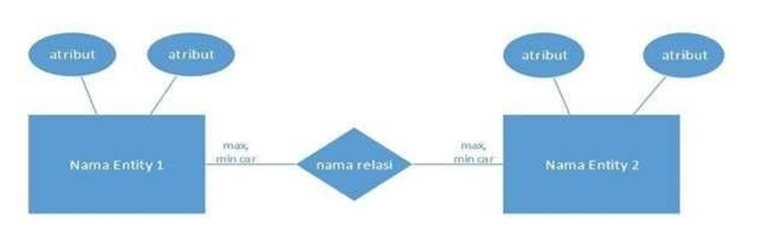 atribut
atribut
atribut
atribut
Nama Entity 1
max,
min car
nama relasi
max,
min car
Nama Entity 2